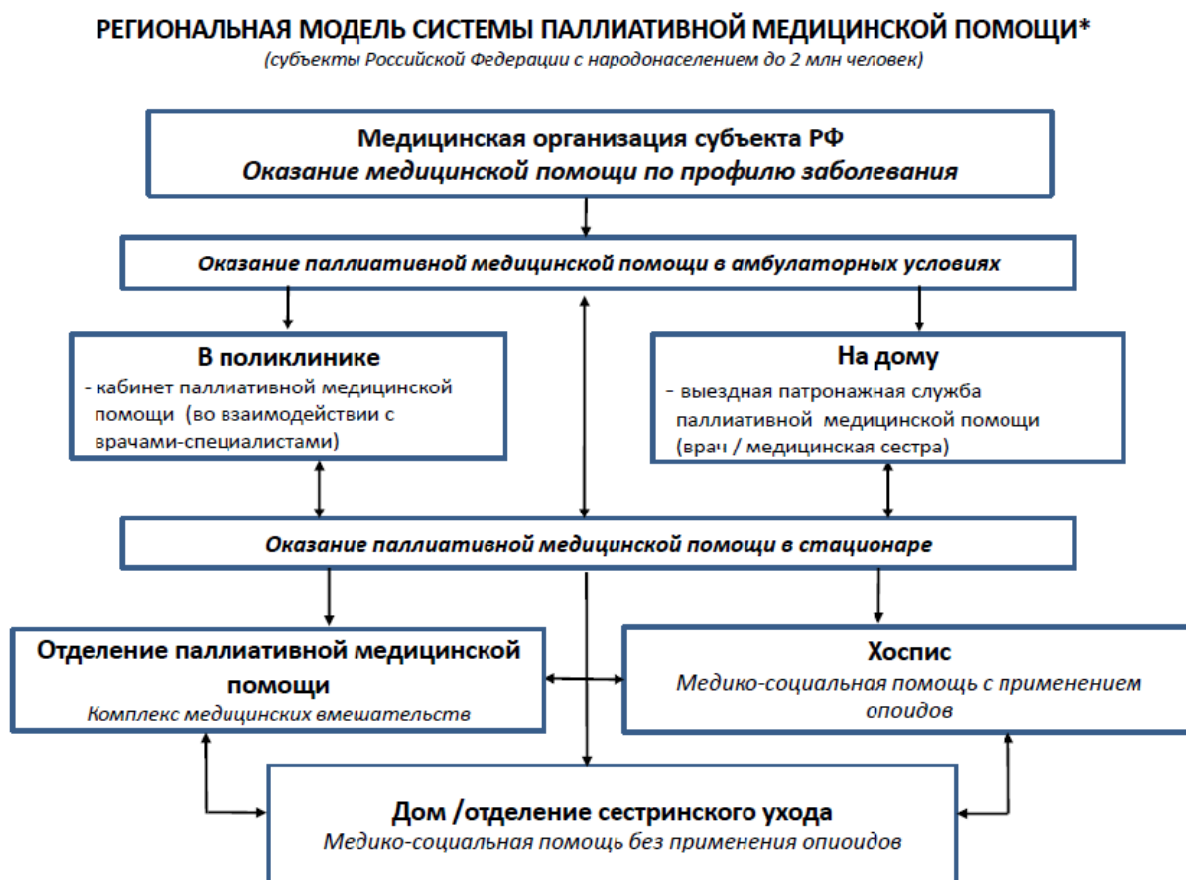 РЕГИОНАЛЬНАЯ МОДЕЛЬ СИСТЕМЫ ПАЛЛИАТИВНОЙ МЕДИЦИНСКОЙ ПОМОЩИ*
(субъекты Российской Федерации с народонаселением до 2 млн человек)
Медицинская организация субъекта РФ
Оказание медицинской помощи по профилю заболевания
Оказание паллиативной медицинской помощи в амбулаторных условиях
В поликлинике
- кабинет паллиативной медицинской
помощи (во взаимодействии с
врачами-специалистами)
На дому
- выездная патронажная служба
паллиативной медицинской помощи
(врач / медицинская сестра)
Оказание паллиативной медицинской помощи в стационаре
Отделение паллиативной медицинской
помощи
Комплекс медицинских вмешательств
Хоспис
Медико-социальная помощь с применением
опоидов
Дом /отделение сестринского ухода
Медико-социальная помощь без применения опиоидов